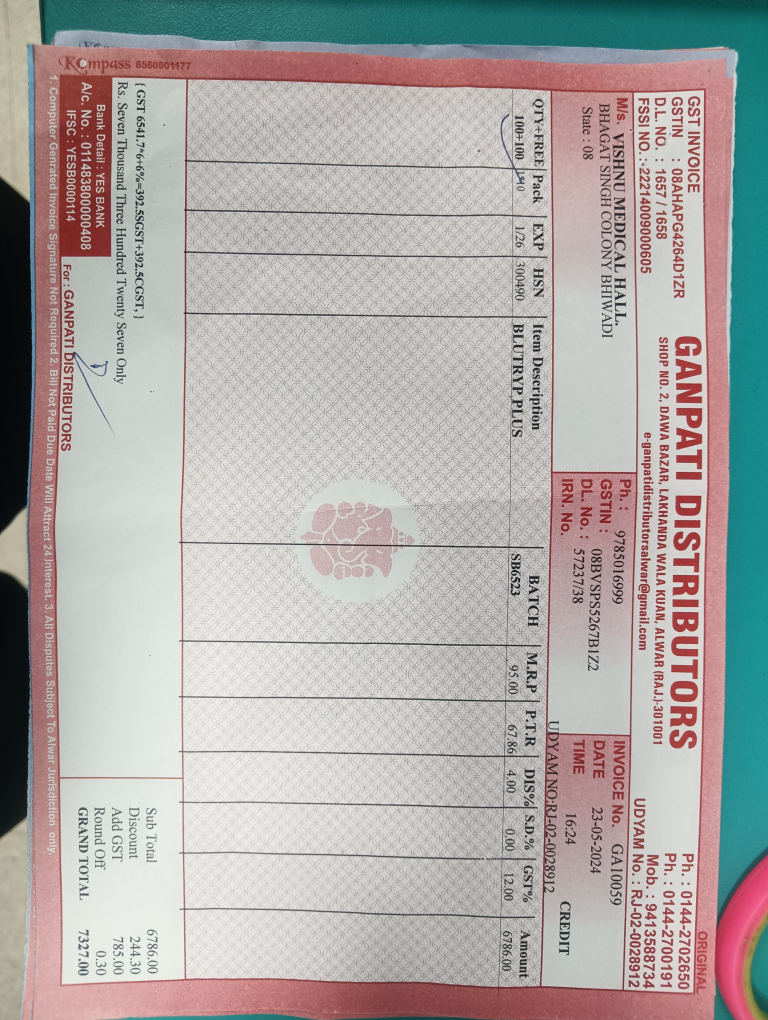 ORIGINAL
GST INVOICE
GSTIN : 08AHAPG4264D1ZR
D.L. NO. : 1657 / 1658
FSSI NO. :-22214009000605
GANPATI DISTRIBUTORS
SHOP NO. 2, DAWA BAZAR, LAKHANDA WALA KUAN, ALWAR (RAJ.)-301001
e-ganpatidistributorsalwar@gmail.com
Ph. : 0144-2702650
Ph. : 0144-2700191
Mob. : 9413588734
UDYAM No. : RJ-02-0028912
M/s. VISHNU MEDICAL HALL.
BHAGAT SINGH COLONY BHIWADI
State : 08
Ph. : 9785016999
GSTIN : 08BVSPS5267B1Z2
DL. No. : 57237/38
IRN. No.
INVOICE No. GA10059
DATE 23-05-2024
TIME 16:24 CREDIT
UDYAM NO:RJ-02-0028912
QTY+FREE Pack EXP HSN Item Description BATCH M.R.P P.T.R DIS% S.D.% GST% Amount
100+100 1*10 1/26 300490 BLUTRYP PLUS SB6523 95.00 67.86 4.00 0.00 12.00 6786.00
{ GST 6541.7*6+6%=392.5SGST+392.5CGST, }
Rs. Seven Thousand Three Hundred Twenty Seven Only
Sub Total 6786.00
Discount 244.30
Add GST 785.00
Round Off 0.30
GRAND TOTAL 7327.00
Bank Detail : YES BANK
A/c. No. : 011483800000408
IFSC : YESB0000114
For : GANPATI DISTRIBUTORS
1. Computer Genrated Invoice Signature Not Required 2. Bill Not Paid Due Date Will Attract 24 Interest. 3. All Disputes Subject To Alwar Jurisdiction only.
Kompass 8560901177